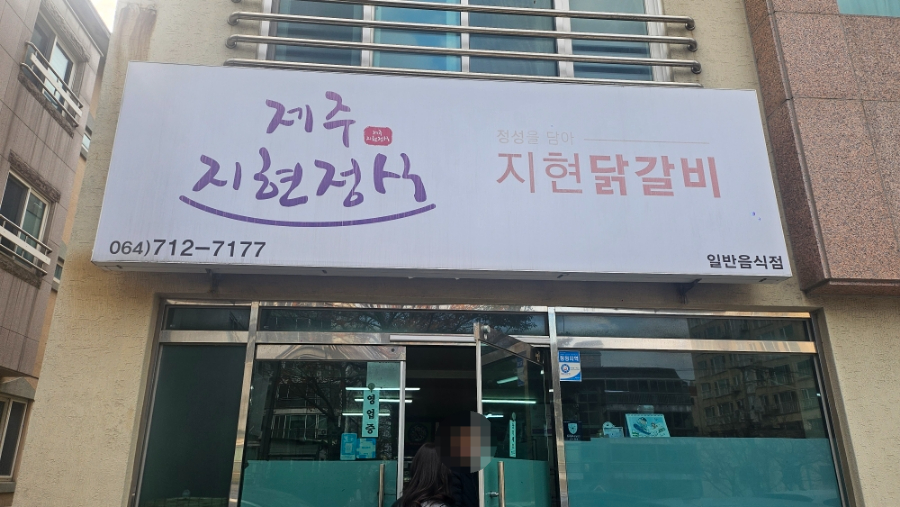 제주
지현정식
정성을 담아
지현닭갈비
064)712-7177
일반음식점
영업중